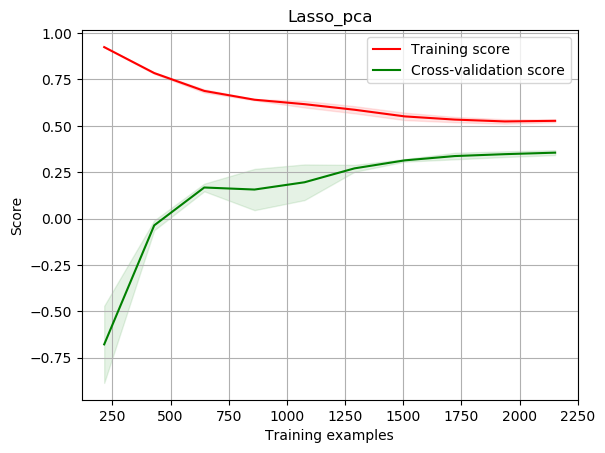 Lasso_pca
1.00
0.75
0.50
0.25
0.00
−0.25
−0.50
−0.75
Score
Training score
Cross-validation score
250 500 750 1000 1250 1500 1750 2000 2250
Training examples